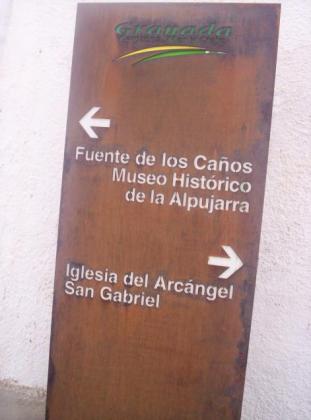 Granada
Fuente de los Caños
Museo Histórico
de la Alpujarra
Iglesia del Arcángel
San Gabriel